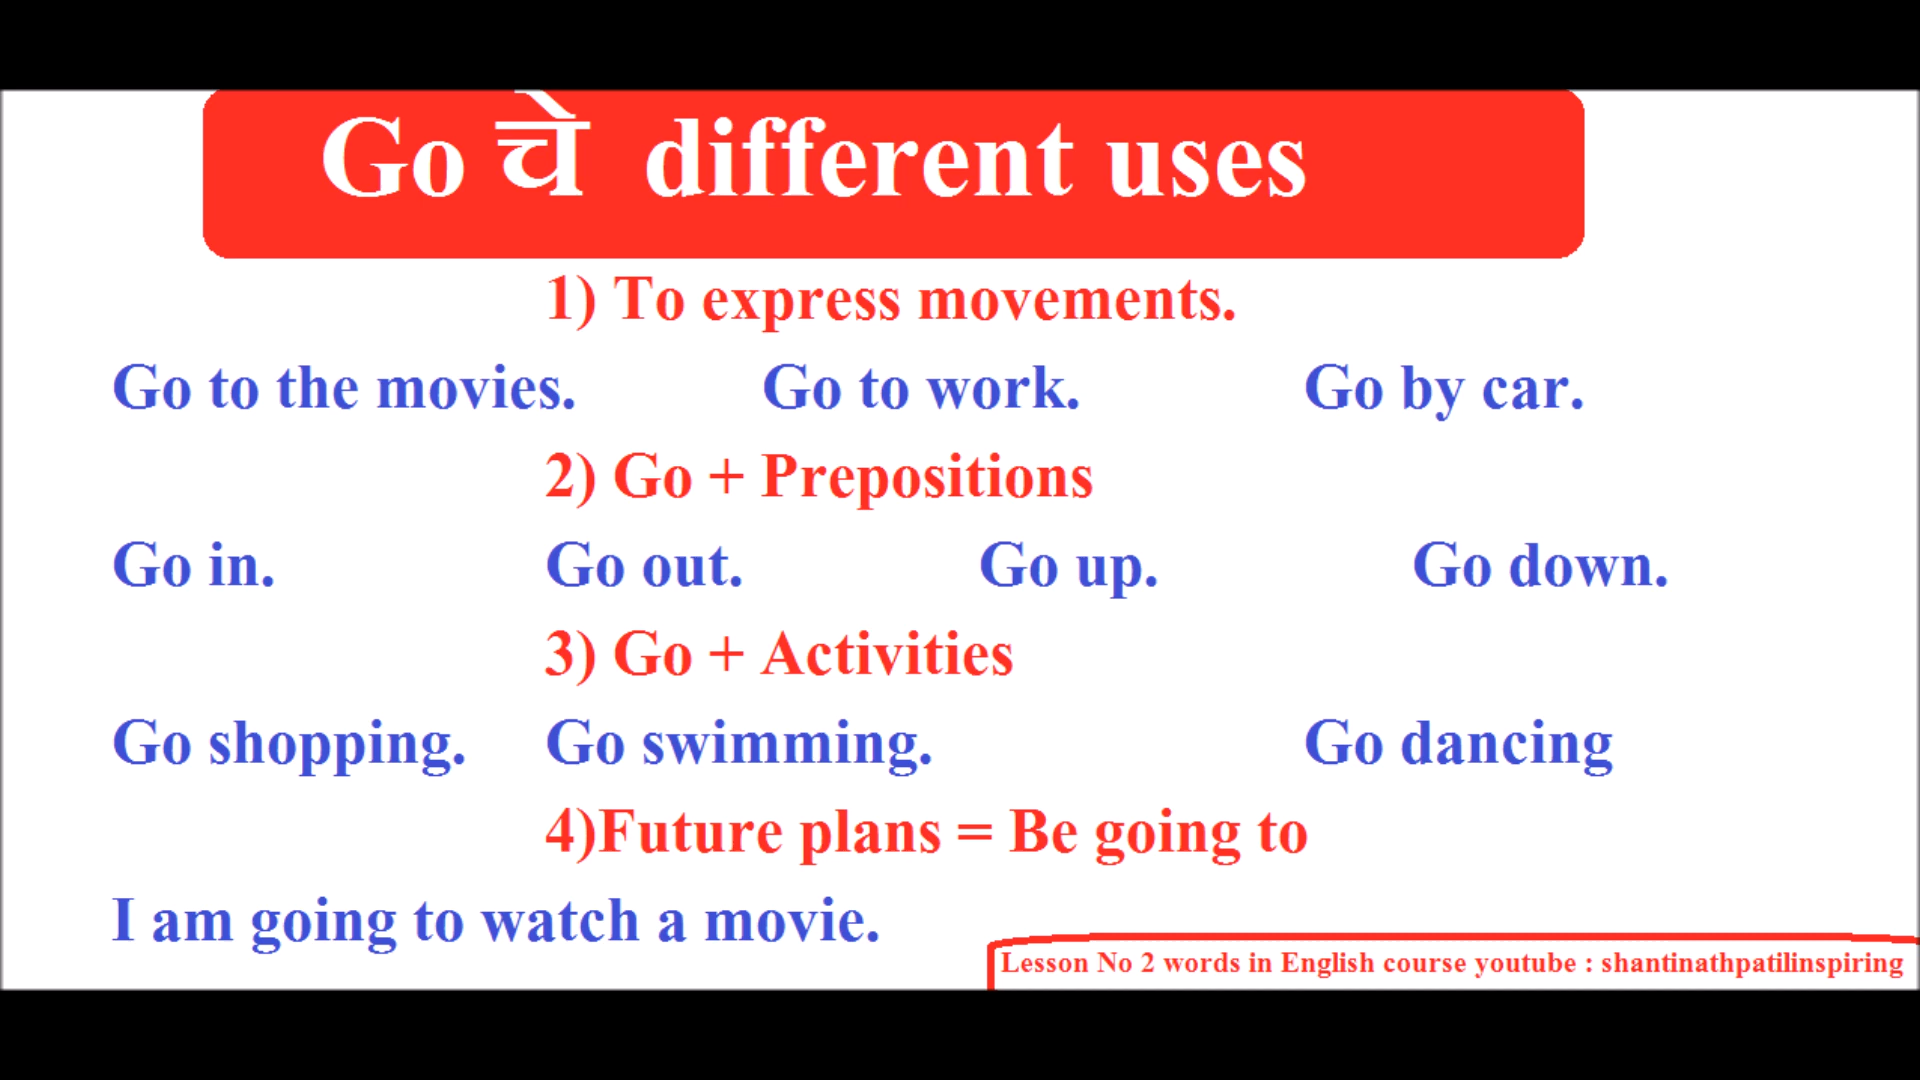 Go चे different uses
1) To express movements.
Go to the movies. Go to work. Go by car.
2) Go + Prepositions
Go in. Go out. Go up. Go down.
3) Go + Activities
Go shopping. Go swimming. Go dancing
4)Future plans = Be going to
I am going to watch a movie.
Lesson No 2 words in English course youtube : shantinathpatilinspiring